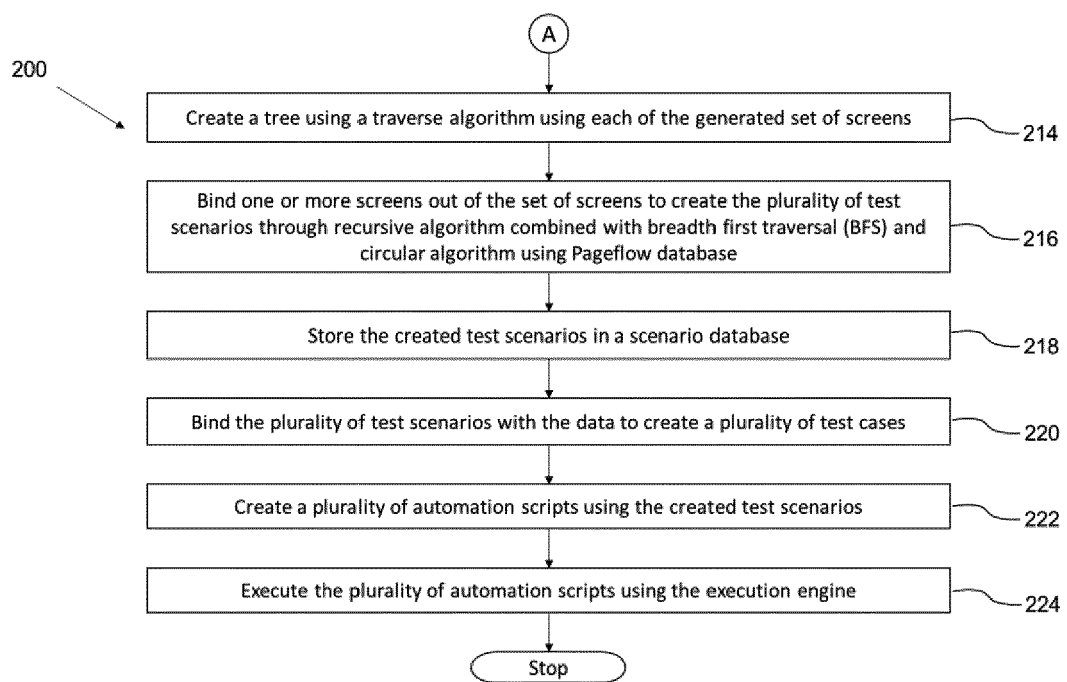 A
200
Create a tree using a traverse algorithm using each of the generated set of screens
214
Bind one or more screens out of the set of screens to create the plurality of test
scenarios through recursive algorithm combined with breadth first traversal (BFS) and
circular algorithm using Pageflow database
216
Store the created test scenarios in a scenario database
218
Bind the plurality of test scenarios with the data to create a plurality of test cases
220
Create a plurality of automation scripts using the created test scenarios
222
Execute the plurality of automation scripts using the execution engine
224
Stop